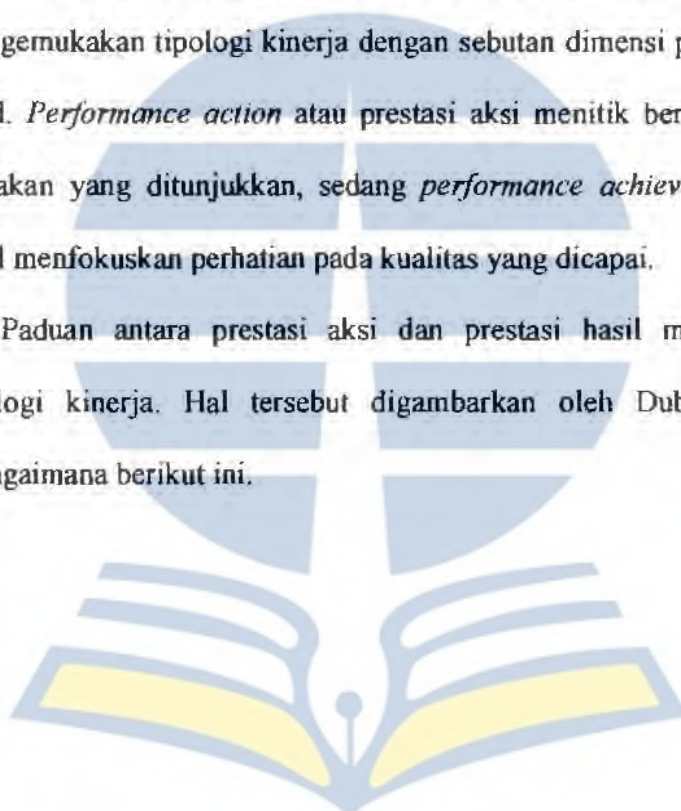 gemukakan tipologi kinerja dengan sebutan dimensi p
l. Performance action atau prestasi aksi menitik ber
akan yang ditunjukkan, sedang performance achiev
l menfokuskan perhatian pada kualitas yang dicapai.
Paduan antara prestasi aksi dan prestasi hasil m
logi kinerja. Hal tersebut digambarkan oleh Dub
agaimana berikut ini.